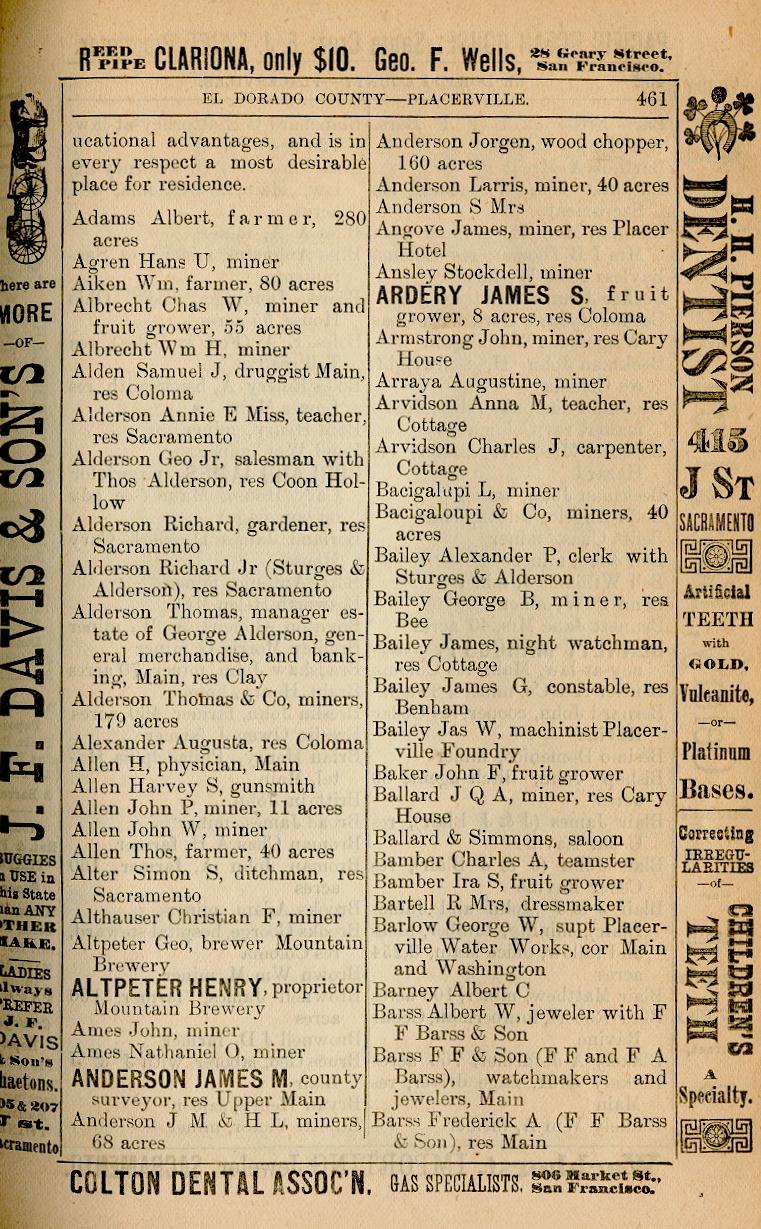 REED PIPE CLARIONA, only $10. Geo. F. Wells, 28 Geary Street, San Francisco.
EL DORADO COUNTY—PLACERVILLE. 461
ucational advantages, and is in
every respect a most desirable
place for residence.
Adams Albert, farmer, 280
acres
Agren Hans U, miner
Aiken Wm, farmer, 80 acres
Albrecht Chas W, miner and
fruit grower, 55 acres
Albrecht Wm H, miner
Alden Samuel J, druggist Main,
res Coloma
Alderson Annie E Miss, teacher,
res Sacramento
Alderson Geo Jr, salesman with
Thos Alderson, res Coon Hol-
low
Alderson Richard, gardener, res
Sacramento
Alderson Richard Jr (Sturges &
Alderson), res Sacramento
Alderson Thomas, manager es-
tate of George Alderson, gen-
eral merchandise, and bank-
ing, Main, res Clay
Alderson Thomas & Co, miners,
179 acres
Alexander Augusta, res Coloma
Allen H, physician, Main
Allen Harvey S, gunsmith
Allen John P, miner, 11 acres
Allen John W, miner
Allen Thos, farmer, 40 acres
Alter Simon S, ditchman, res
Sacramento
Althauser Christian F, miner
Altpeter Geo, brewer Mountain
Brewery
ALTPETER HENRY, proprietor
Mountain Brewery
Ames John, miner
Ames Nathaniel O, miner
ANDERSON JAMES M, county
surveyor, res Upper Main
Anderson J M & H L, miners,
68 acres
Anderson Jorgen, wood chopper,
160 acres
Anderson Larris, miner, 40 acres
Anderson S Mrs
Angove James, miner, res Placer
Hotel
Ansley Stockdell, miner
ARDERY JAMES S, fruit
grower, 8 acres, res Coloma
Armstrong John, miner, res Cary
House
Arraya Augustine, miner
Arvidson Anna M, teacher, res
Cottage
Arvidson Charles J, carpenter,
Cottage
Bacigalupi L, miner
Bacigaloupi & Co, miners, 40
acres
Bailey Alexander P, clerk with
Sturges & Alderson
Bailey George B, miner, res
Bee
Bailey James, night watchman,
res Cottage
Bailey James G, constable, res
Benham
Bailey Jas W, machinist Placer-
ville Foundry
Baker John F, fruit grower
Ballard J Q A, miner, res Cary
House
Ballard & Simmons, saloon
Bamber Charles A, teamster
Bamber Ira S, fruit grower
Bartell R Mrs, dressmaker
Barlow George W, supt Placer-
ville Water Works, cor Main
and Washington
Barney Albert C
Barss Albert W, jeweler with F
F Barss & Son
Barss F F & Son (F F and F A
Barss), watchmakers and
jewelers, Main
Barss Frederick A (F F Barss
& Son), res Main
here are
MORE
—OF—
J. F. DAVIS & SON'S
BUGGIES
n USE in
his State
an ANY
THER
MAKE.
LADIES
lways
PREFER
J. F.
DAVIS
& Son's
haetons.
05 & 207
J St.
cramento
H. H. PIERSON
DENTIST
415
J ST
SACRAMENTO
Artificial
TEETH
with
GOLD,
Vulcanite,
—or—
Platinum
Bases.
Correcting
IRREGU-
LARITIES
—of—
CHILDREN'S
TEETH
A
Specialty.
COLTON DENTAL ASSOC'N. GAS SPECIALISTS. 806 Market St., San Francisco.